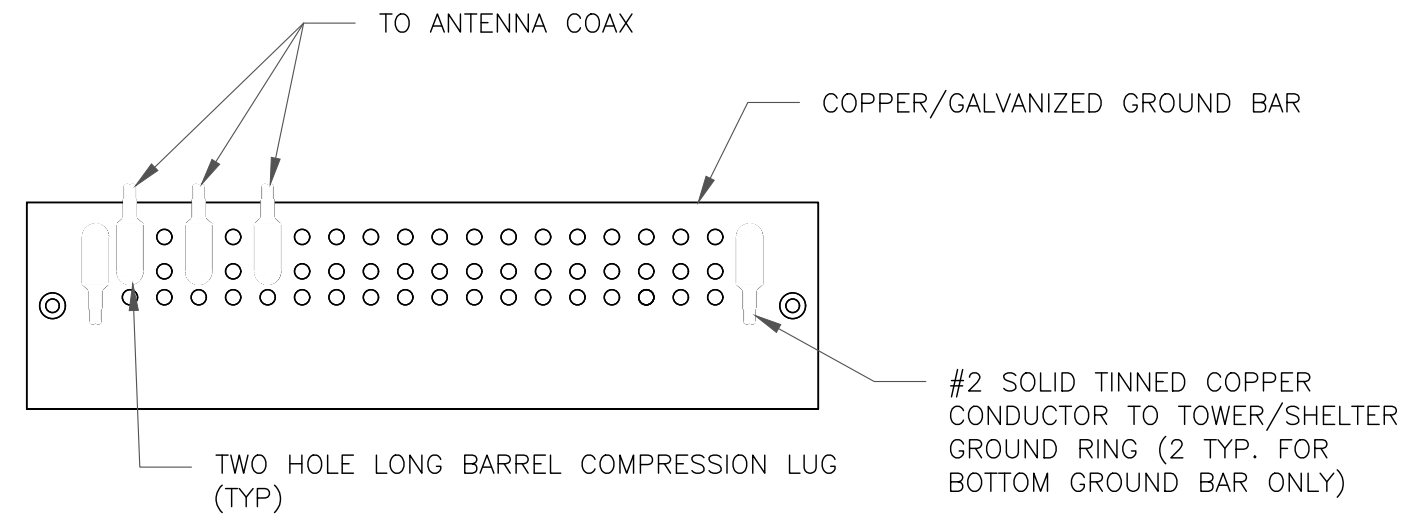 TO ANTENNA COAX
COPPER/GALVANIZED GROUND BAR
#2 SOLID TINNED COPPER
CONDUCTOR TO TOWER/SHELTER
GROUND RING (2 TYP. FOR
BOTTOM GROUND BAR ONLY)
TWO HOLE LONG BARREL COMPRESSION LUG
(TYP)